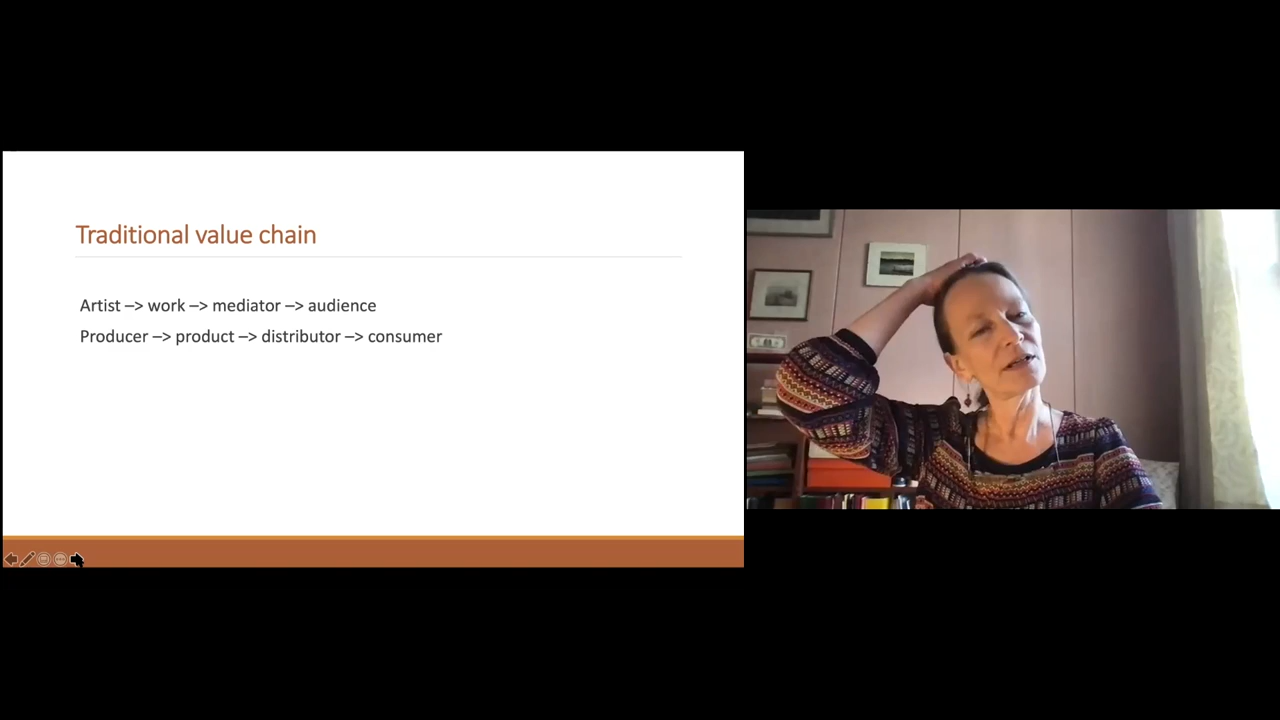 Traditional value chain
Artist –> work –> mediator –> audience
Producer –> product –> distributor –> consumer